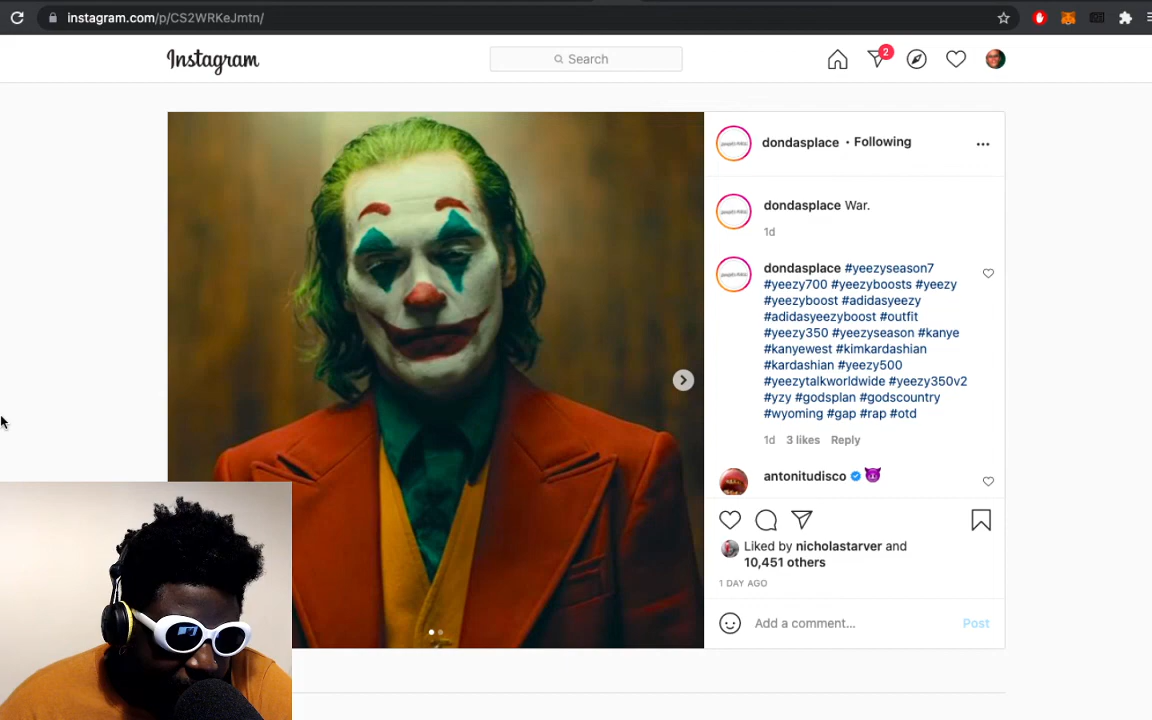 instagram.com/p/CS2WRKeJmtn/
Instagram
Search
2
dondasplace • Following
dondasplace War.
1d
dondasplace #yeezyseason7
#yeezy700 #yeezyboosts #yeezy
#yeezyboost #adidasyeezy
#adidasyeezyboost #outfit
#yeezy350 #yeezyseason #kanye
#kanyewest #kimkardashian
#kardashian #yeezy500
#yeezytalkworldwide #yeezy350v2
#yzy #godsplan #godscountry
#wyoming #gap #rap #otd
1d 3 likes Reply
antonitudisco 😈
Liked by nicholastarver and
10,451 others
1 DAY AGO
Add a comment... Post